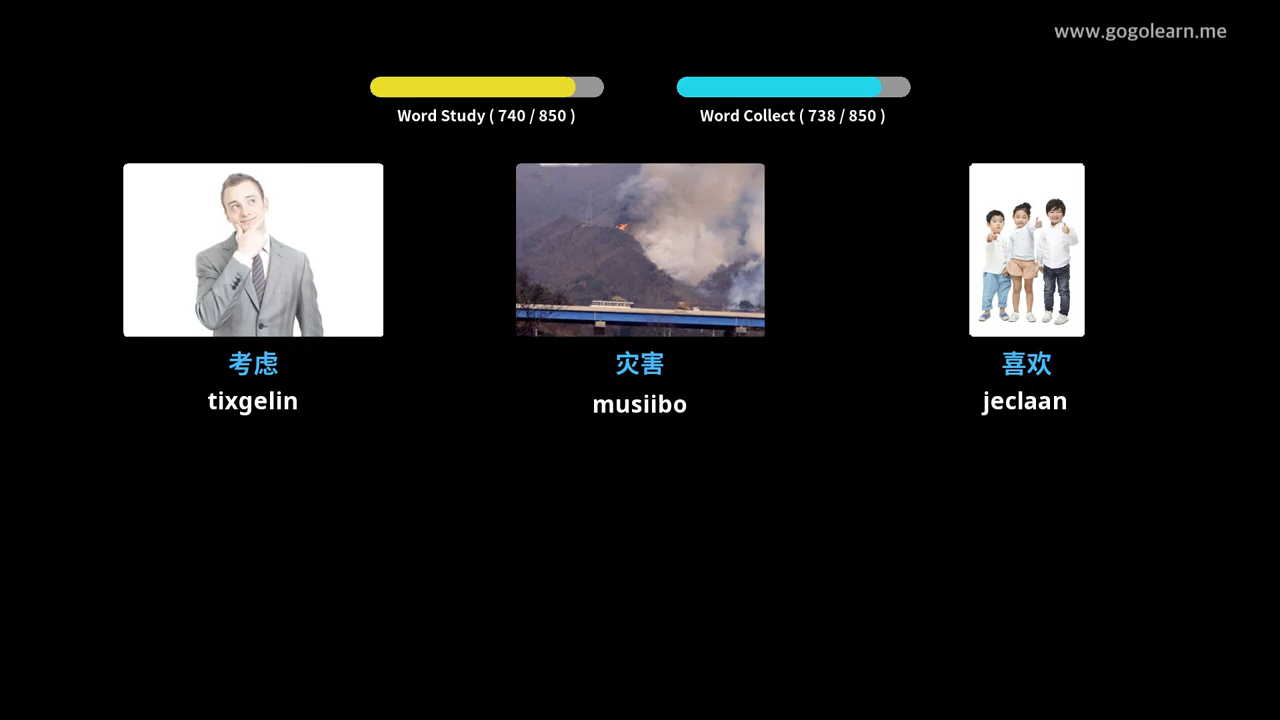 www.gogolearn.me
Word Study ( 740 / 850 )
Word Collect ( 738 / 850 )
考虑
灾害
喜欢
tixgelin
musiibo
jeclaan